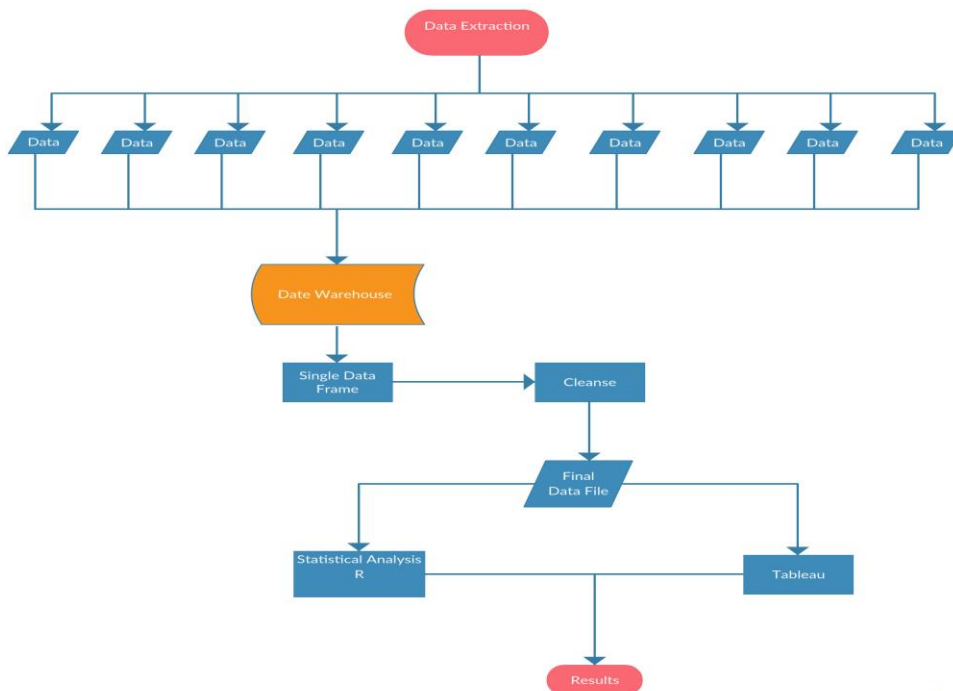 Data Extraction
Data
Data
Data
Data
Data
Data
Data
Data
Data
Data
Date Warehouse
Single Data
Frame
Cleanse
Final
Data File
Statistical Analysis
R
Tableau
Results